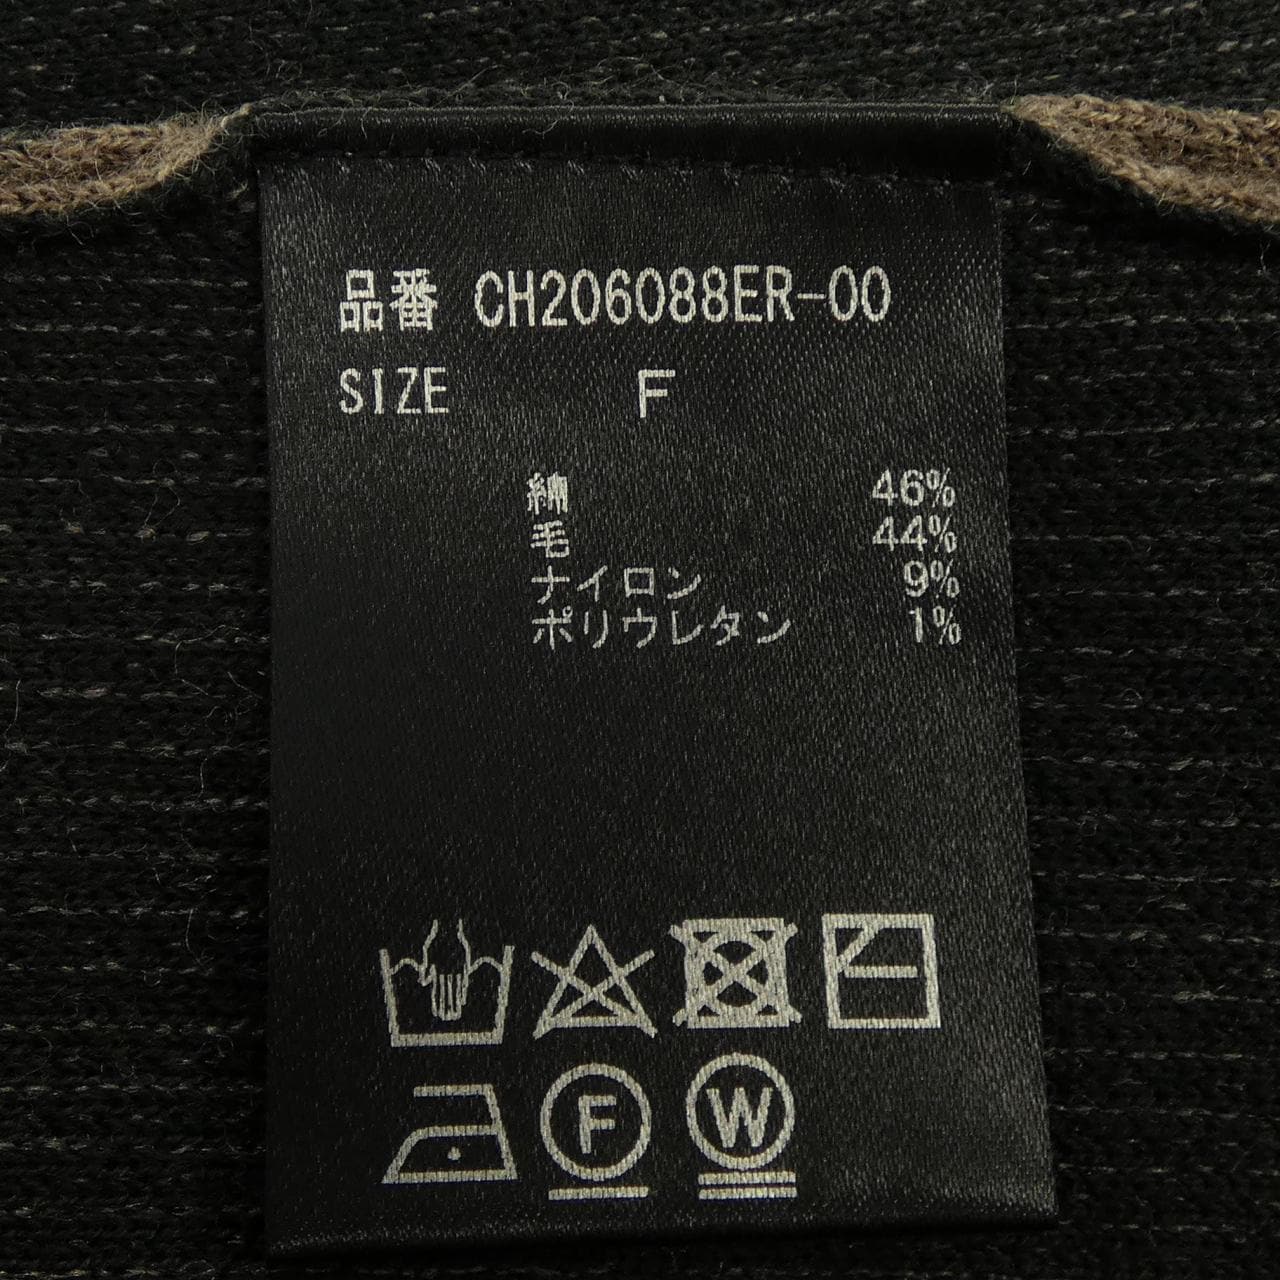 品番 CH206088ER-00
SIZE F
綿 46%
毛 44%
ナイロン 9%
ポリウレタン 1%
F W